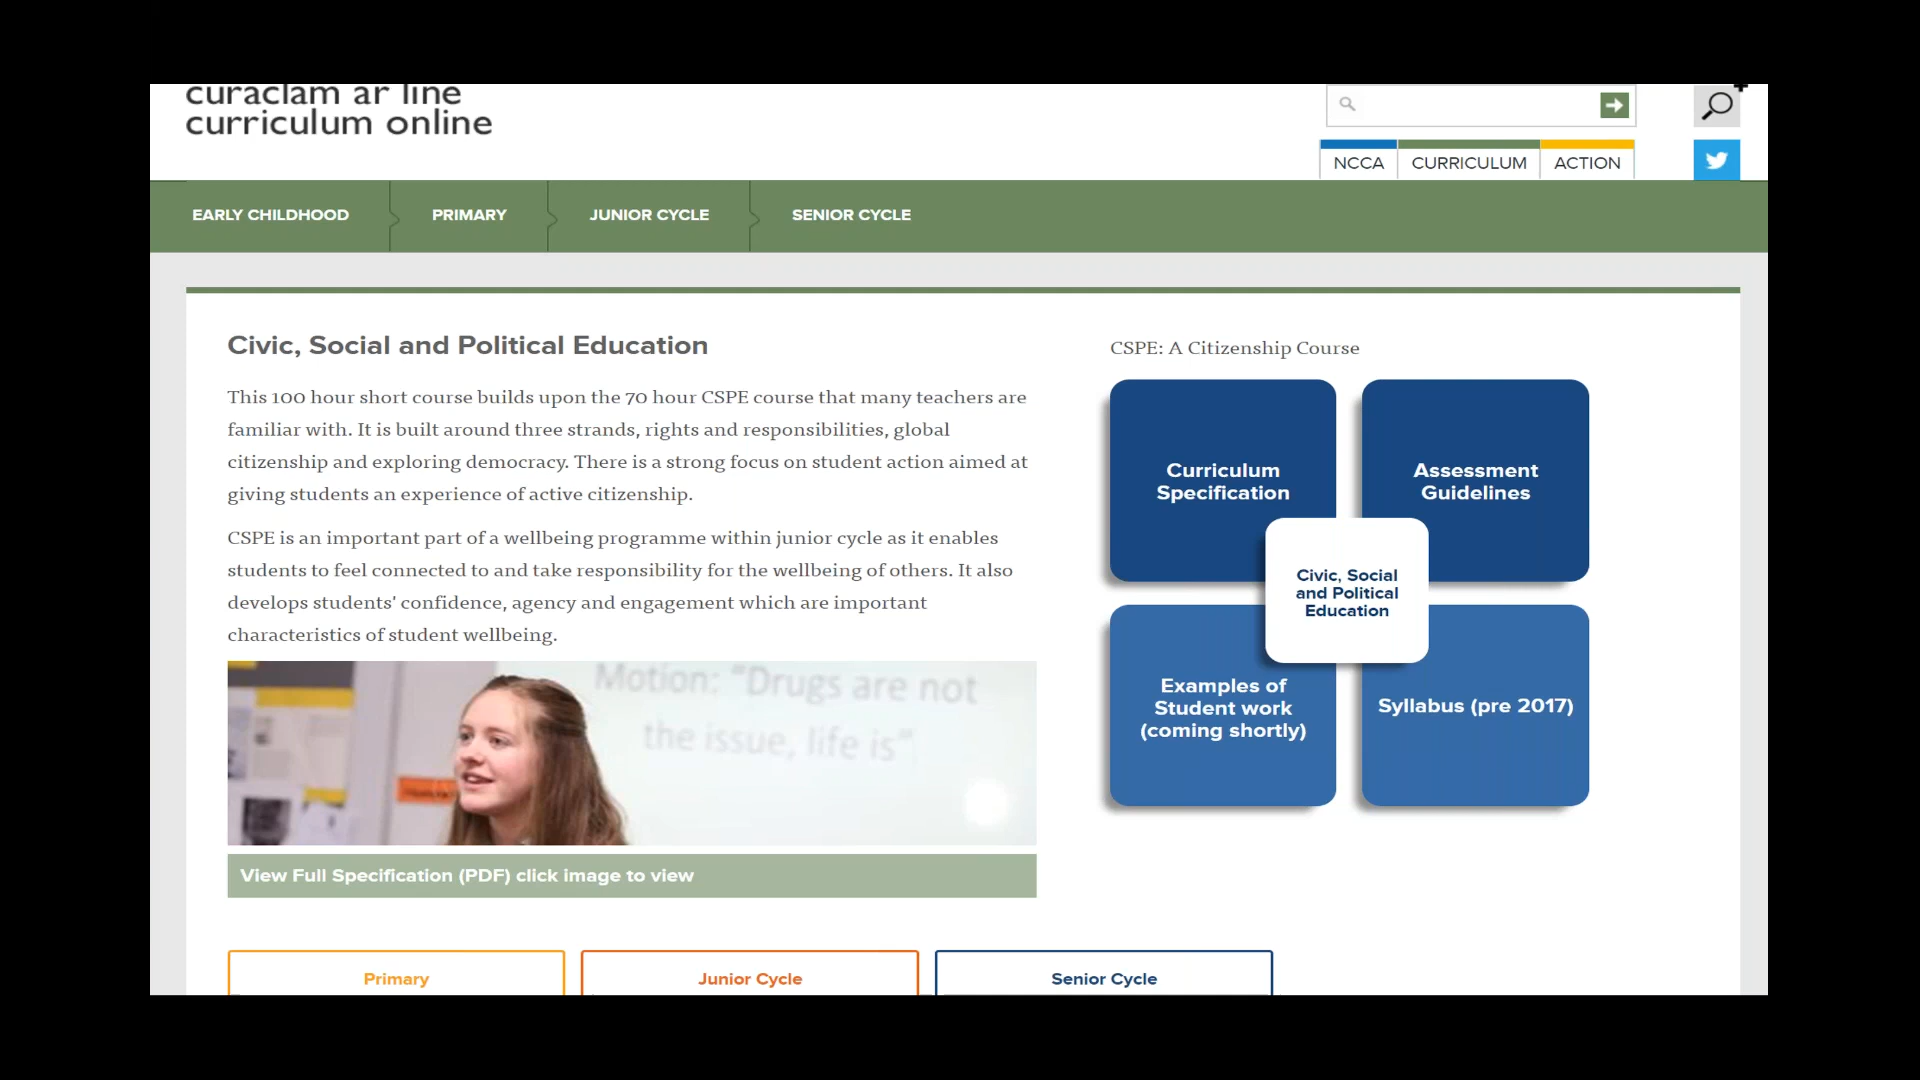 curaclam ar líne
curriculum online
NCCA
CURRICULUM
ACTION
EARLY CHILDHOOD
PRIMARY
JUNIOR CYCLE
SENIOR CYCLE
Civic, Social and Political Education
This 100 hour short course builds upon the 70 hour CSPE course that many teachers are
familiar with. It is built around three strands, rights and responsibilities, global
citizenship and exploring democracy. There is a strong focus on student action aimed at
giving students an experience of active citizenship.
CSPE is an important part of a wellbeing programme within junior cycle as it enables
students to feel connected to and take responsibility for the wellbeing of others. It also
develops students' confidence, agency and engagement which are important
characteristics of student wellbeing.
Motion: "Drugs are not
the issue, life is"
View Full Specification (PDF) click image to view
CSPE: A Citizenship Course
Curriculum
Specification
Assessment
Guidelines
Civic, Social
and Political
Education
Examples of
Student work
(coming shortly)
Syllabus (pre 2017)
Primary
Junior Cycle
Senior Cycle